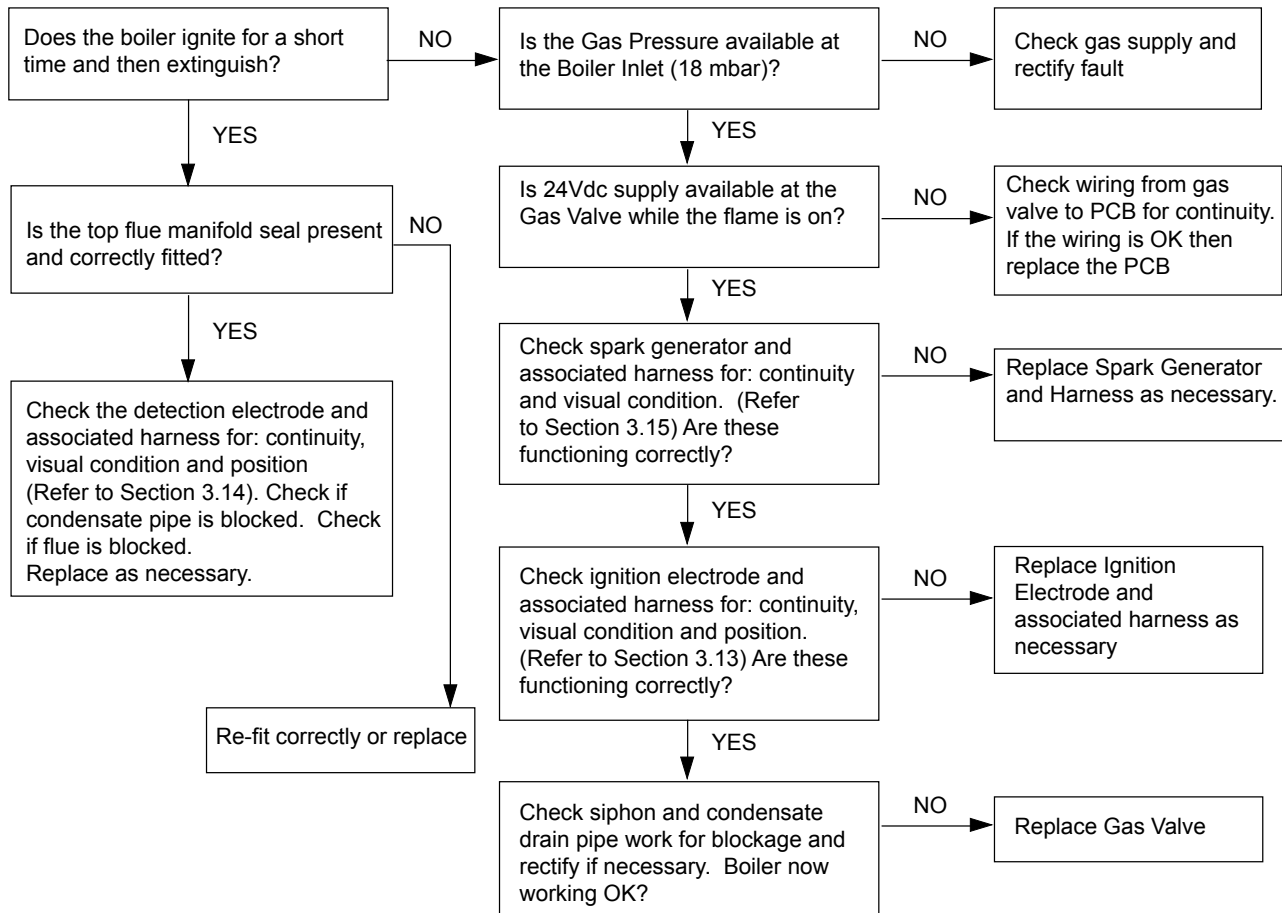 Does the boiler ignite for a short
time and then extinguish?
NO
Is the Gas Pressure available at
the Boiler Inlet (18 mbar)?
NO
Check gas supply and
rectify fault
YES
YES
Is the top flue manifold seal present
and correctly fitted?
NO
Is 24Vdc supply available at the
Gas Valve while the flame is on?
NO
Check wiring from gas
valve to PCB for continuity.
If the wiring is OK then
replace the PCB
YES
YES
Check the detection electrode and
associated harness for: continuity,
visual condition and position
(Refer to Section 3.14). Check if
condensate pipe is blocked. Check
if flue is blocked.
Replace as necessary.
Check spark generator and
associated harness for: continuity
and visual condition. (Refer
to Section 3.15) Are these
functioning correctly?
NO
Replace Spark Generator
and Harness as necessary.
YES
Check ignition electrode and
associated harness for: continuity,
visual condition and position.
(Refer to Section 3.13) Are these
functioning correctly?
NO
Replace Ignition
Electrode and
associated harness as
necessary
Re-fit correctly or replace
YES
Check siphon and condensate
drain pipe work for blockage and
rectify if necessary. Boiler now
working OK?
NO
Replace Gas Valve